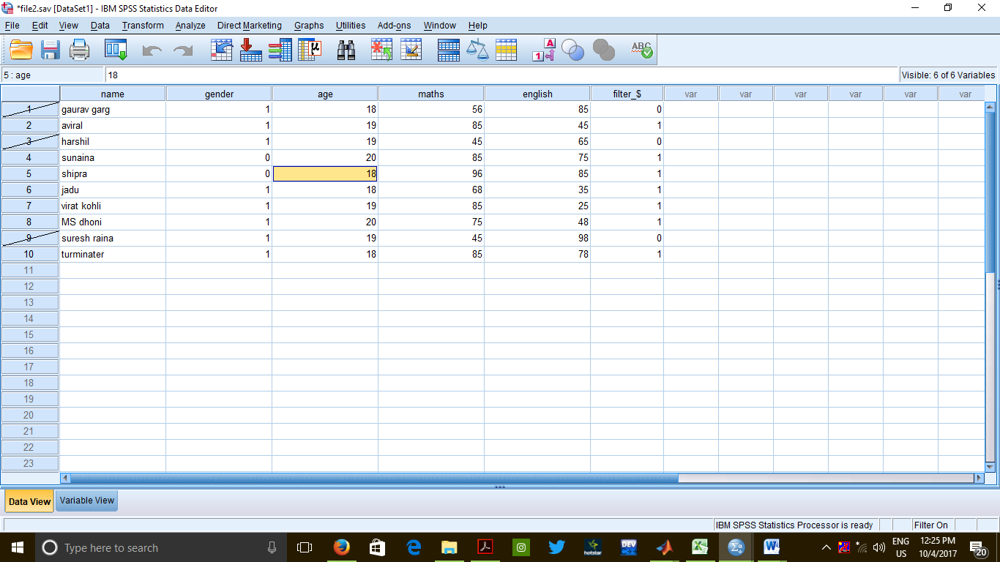 *file2.sav [DataSet1] - IBM SPSS Statistics Data Editor
File Edit View Data Transform Analyze Direct Marketing Graphs Utilities Add-ons Window Help
5 : age 18 Visible: 6 of 6 Variables
name gender age maths english filter_$ var var var var var var
1 gaurav garg 1 18 56 85 0
2 aviral 1 19 85 45 1
3 harshil 1 19 45 65 0
4 sunaina 0 20 85 75 1
5 shipra 0 18 96 85 1
6 jadu 1 18 68 35 1
7 virat kohli 1 19 85 25 1
8 MS dhoni 1 20 75 48 1
9 suresh raina 1 19 45 98 0
10 turminater 1 18 85 78 1
11
12
13
14
15
16
17
18
19
20
21
22
23
Data View Variable View
IBM SPSS Statistics Processor is ready Filter On
Type here to search
hotstar
DEV
ENG
US
12:25 PM
10/4/2017
20